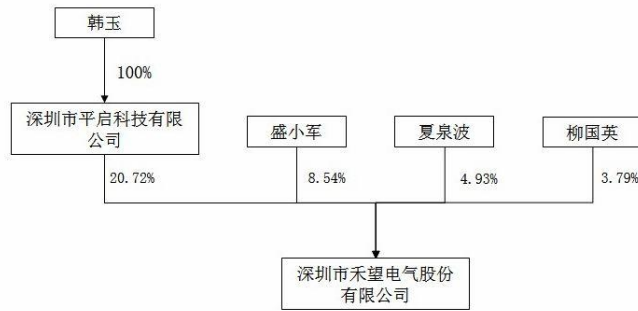 韩玉
100%
深圳市平启科技有限
公司
盛小军
夏泉波
柳国英
20.72%
8.54%
4.93%
3.79%
深圳市禾望电气股份
有限公司